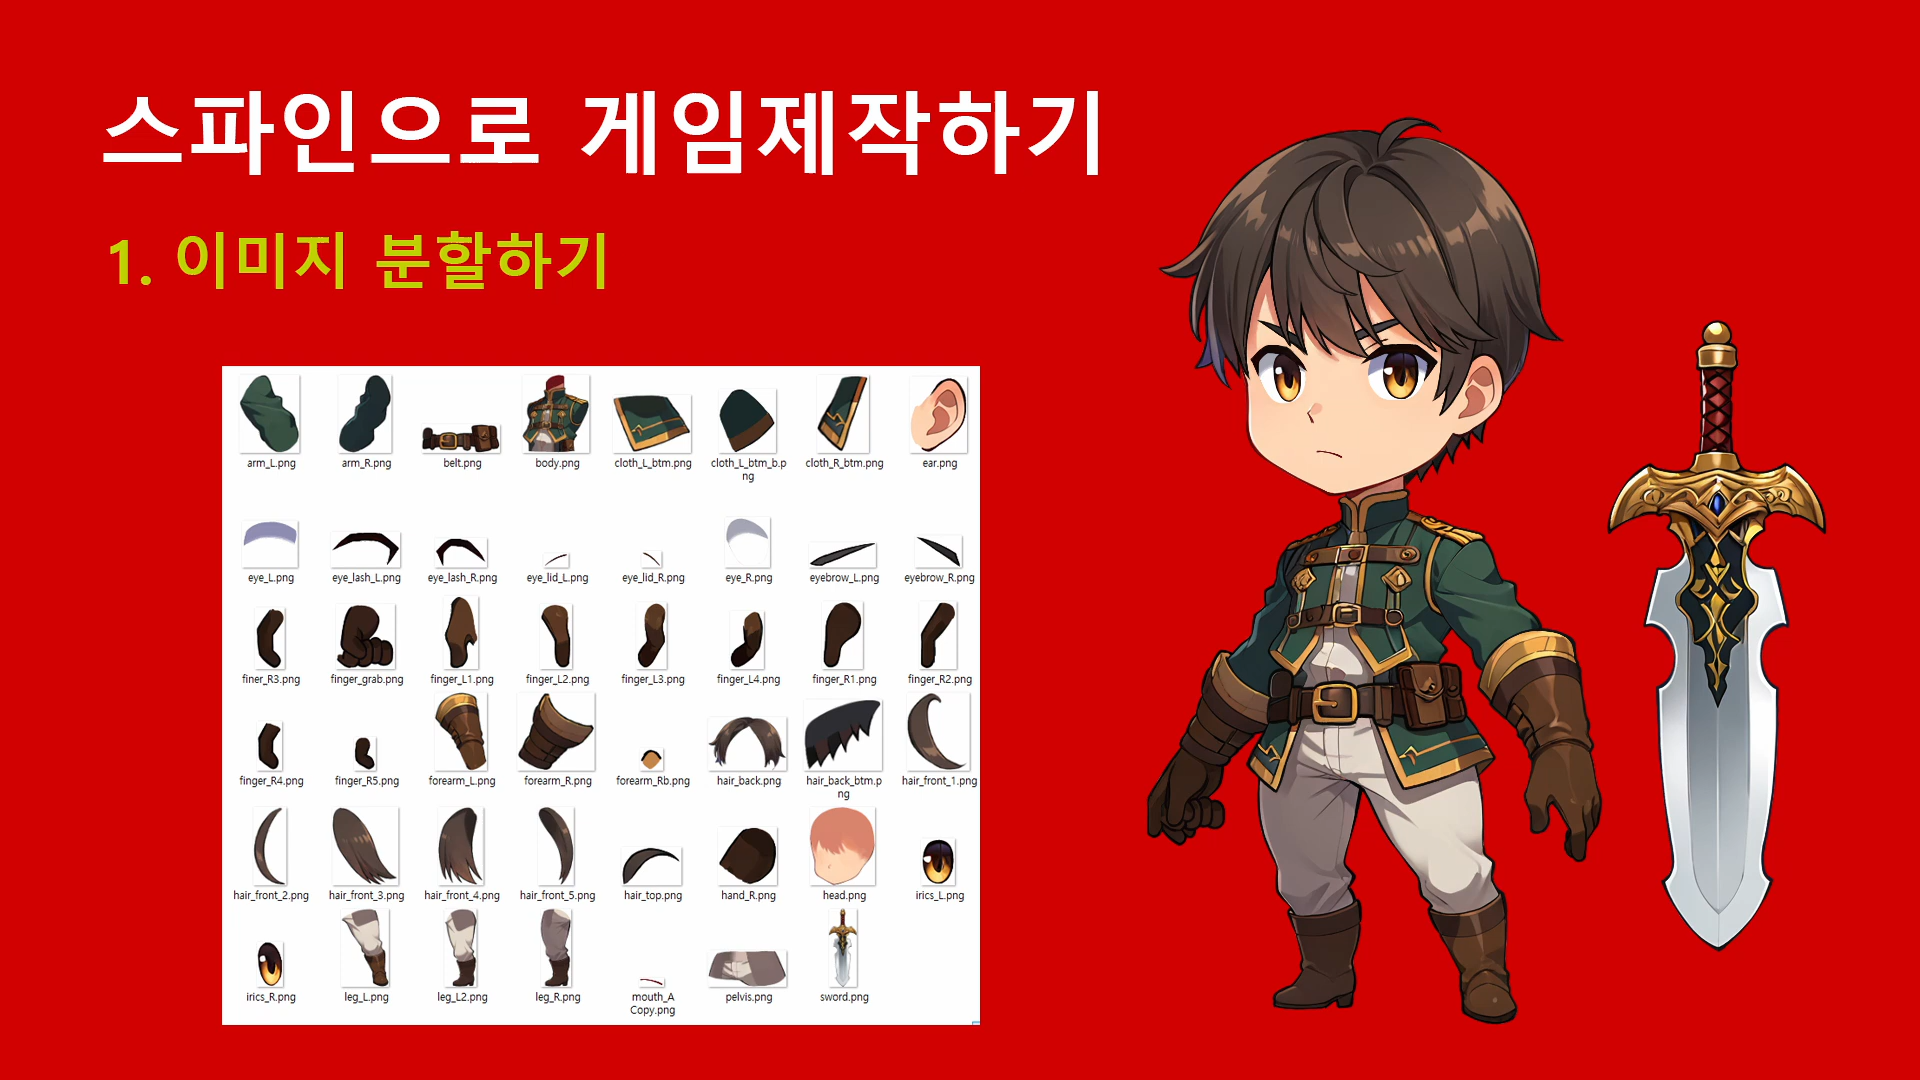 스파인으로 게임제작하기
1. 이미지 분할하기
arm_L.png
arm_R.png
belt.png
body.png
cloth_L_btm.png
cloth_L_btm_b.p
ng
cloth_R_btm.png
ear.png
eye_L.png
eye_lash_L.png
eye_lash_R.png
eye_lid_L.png
eye_lid_R.png
eye_R.png
eyebrow_L.png
eyebrow_R.png
finer_R3.png
finger_grab.png
finger_L1.png
finger_L2.png
finger_L3.png
finger_L4.png
finger_R1.png
finger_R2.png
finger_R4.png
finger_R5.png
forearm_L.png
forearm_R.png
forearm_Rb.png
hair_back.png
hair_back_btm.p
ng
hair_front_1.png
hair_front_2.png
hair_front_3.png
hair_front_4.png
hair_front_5.png
hair_top.png
hand_R.png
head.png
irics_L.png
irics_R.png
leg_L.png
leg_L2.png
leg_R.png
mouth_A
Copy.png
pelvis.png
sword.png